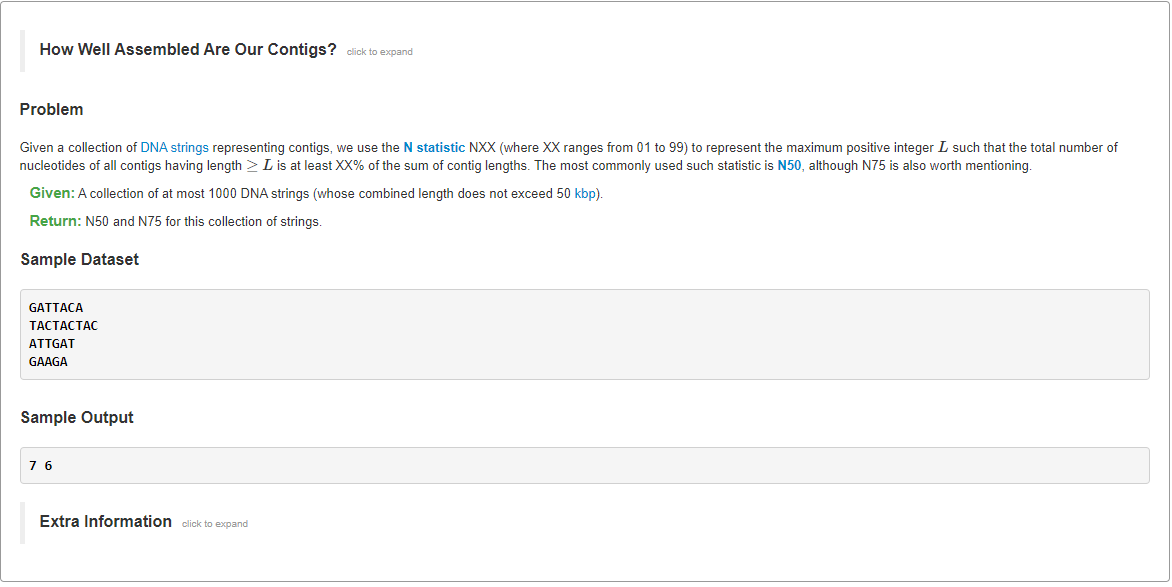 How Well Assembled Are Our Contigs? click to expand
Problem
Given a collection of DNA strings representing contigs, we use the N statistic NXX (where XX ranges from 01 to 99) to represent the maximum positive integer L such that the total number of
nucleotides of all contigs having length ≥ L is at least XX% of the sum of contig lengths. The most commonly used such statistic is N50, although N75 is also worth mentioning.
Given: A collection of at most 1000 DNA strings (whose combined length does not exceed 50 kbp).
Return: N50 and N75 for this collection of strings.
Sample Dataset
GATTACA
TACTACTAC
ATTGAT
GAAGA
Sample Output
7 6
Extra Information click to expand